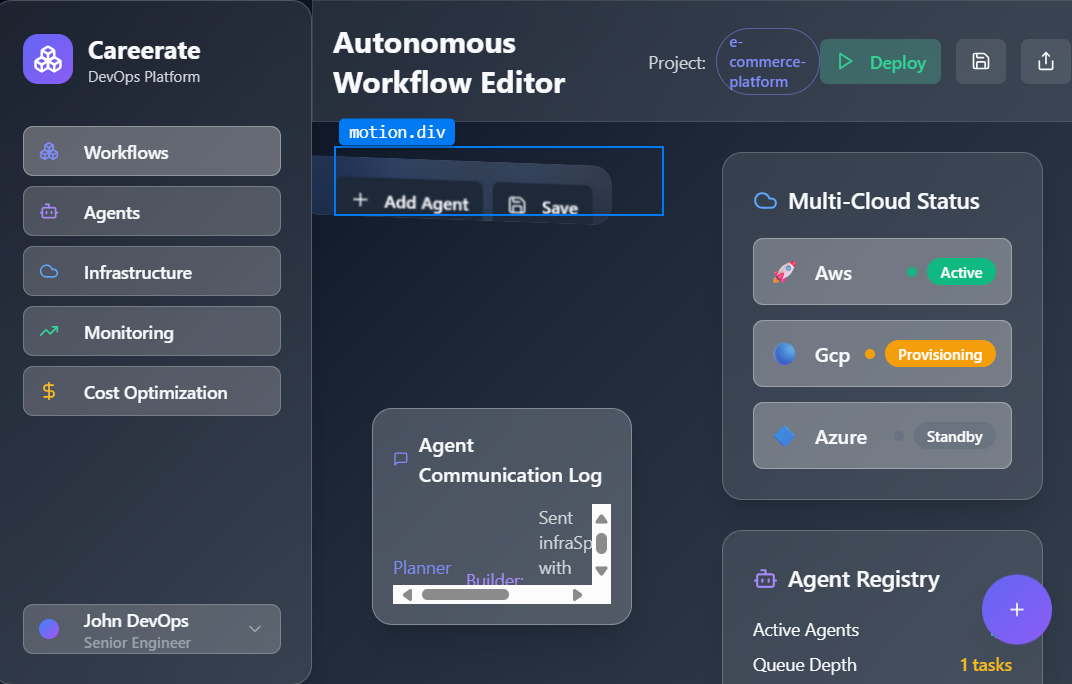 Careerate
DevOps Platform
Workflows
Agents
Infrastructure
Monitoring
Cost Optimization
John DevOps
Senior Engineer
Autonomous
Workflow Editor
Project:
e-
commerce-
platform
Deploy
motion.div
Add Agent
Save
Agent
Communication Log
Planner
Builder:
Sent
infraSp
with
Multi-Cloud Status
Aws
Active
Gcp
Provisioning
Azure
Standby
Agent Registry
Active Agents
Queue Depth
1 tasks